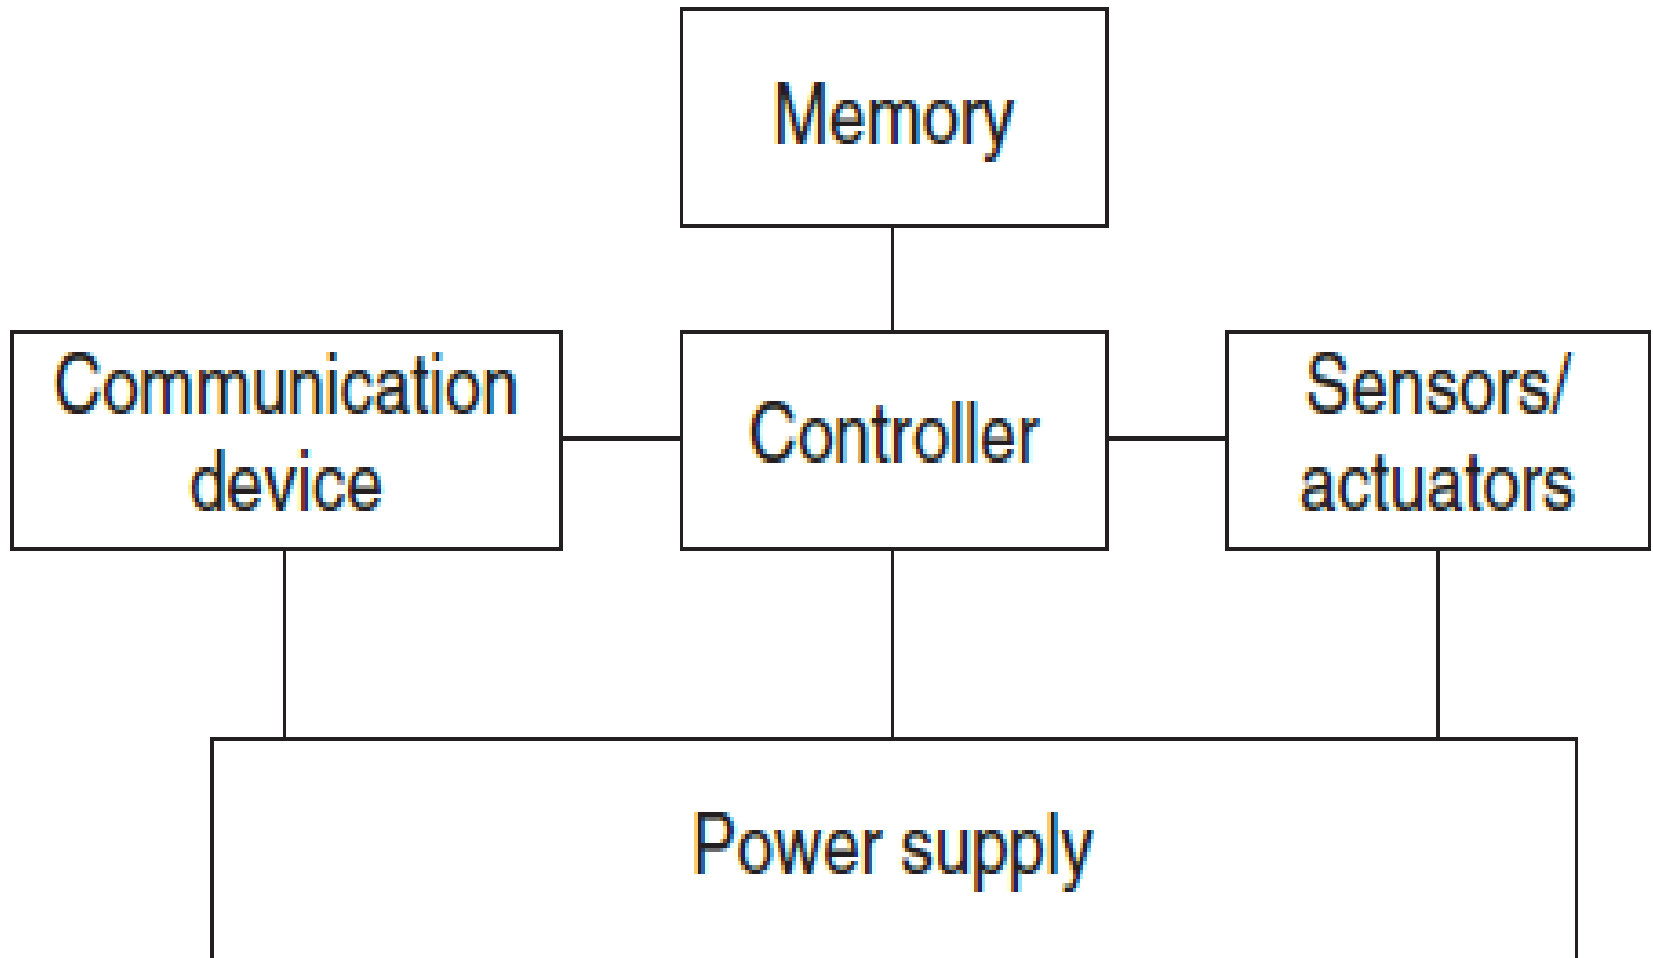 Memory
Communication
device
Controller
Sensors/
actuators
Power supply